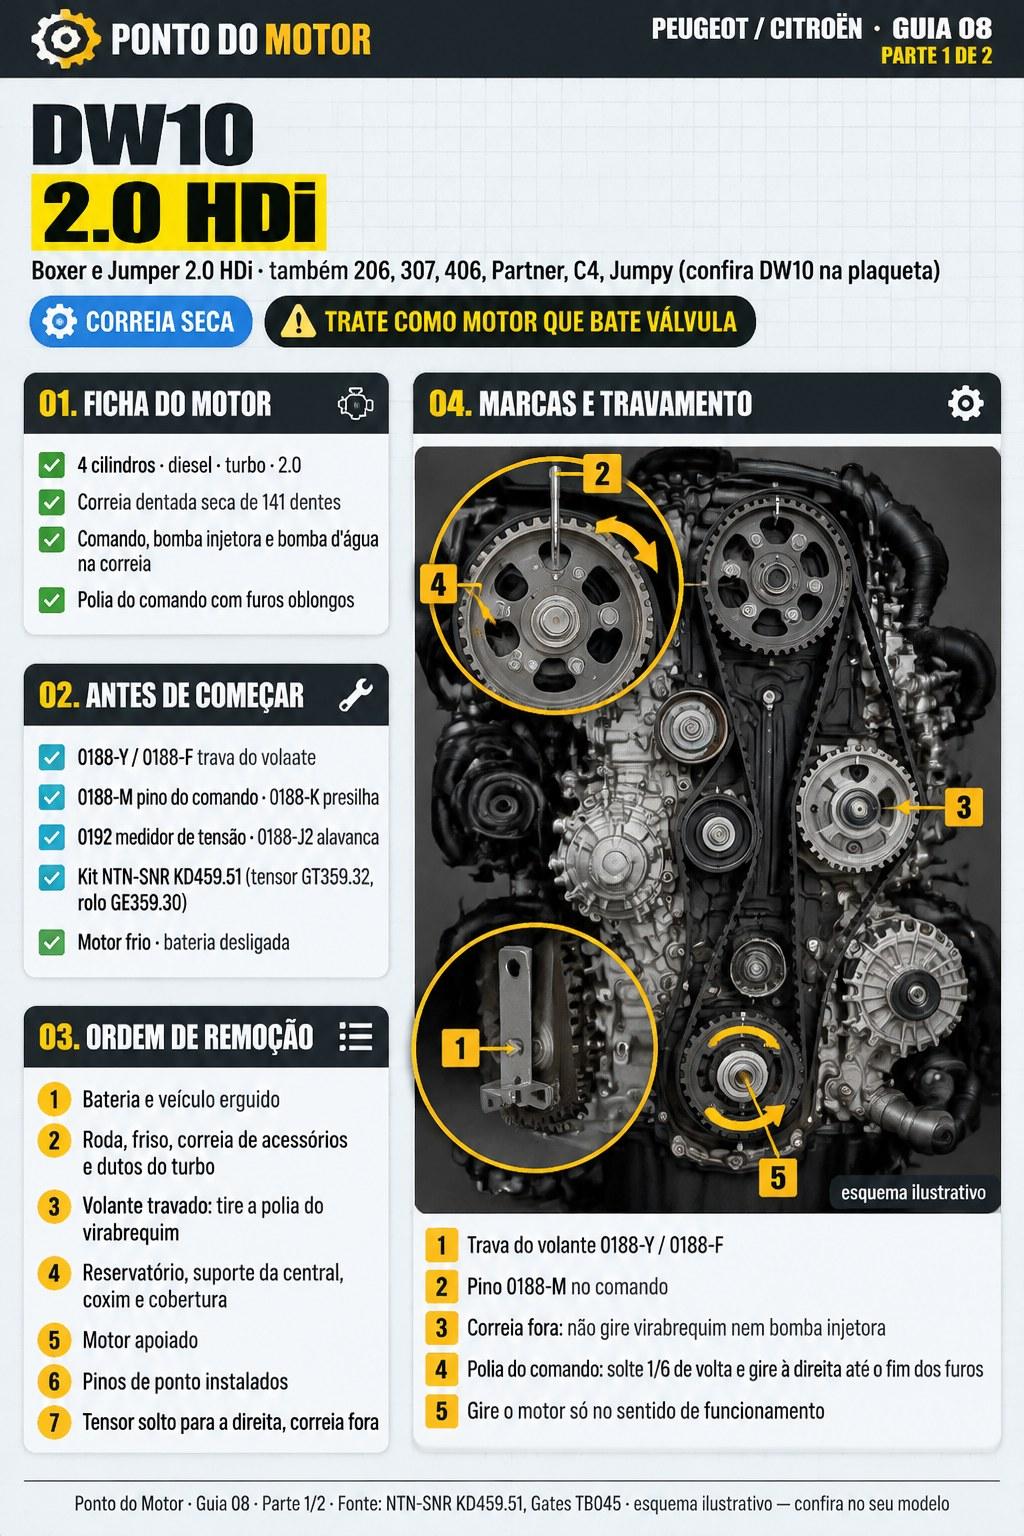 PONTO DO MOTOR
PEUGEOT / CITROËN · GUIA 08
PARTE 1 DE 2
DW10
2.0 HDi
Boxer e Jumper 2.0 HDi · também 206, 307, 406, Partner, C4, Jumpy (confira DW10 na plaqueta)
CORREIA SECA
TRATE COMO MOTOR QUE BATE VÁLVULA
01. FICHA DO MOTOR
4 cilindros · diesel · turbo · 2.0
Correia dentada seca de 141 dentes
Comando, bomba injetora e bomba d'água
na correia
Polia do comando com furos oblongos
02. ANTES DE COMEÇAR
0188-Y / 0188-F trava do volaate
0188-M pino do comando · 0188-K presilha
0192 medidor de tensão · 0188-J2 alavanca
Kit NTN-SNR KD459.51 (tensor GT359.32,
rolo GE359.30)
Motor frio · bateria desligada
03. ORDEM DE REMOÇÃO
1 Bateria e veículo erguido
2 Roda, friso, correia de acessórios
e dutos do turbo
3 Volante travado: tire a polia do
virabrequim
4 Reservatório, suporte da central,
coxim e cobertura
5 Motor apoiado
6 Pinos de ponto instalados
7 Tensor solto para a direita, correia fora
04. MARCAS E TRAVAMENTO
2
4
3
1
5
esquema ilustrativo
1 Trava do volante 0188-Y / 0188-F
2 Pino 0188-M no comando
3 Correia fora: não gire virabrequim nem bomba injetora
4 Polia do comando: solte 1/6 de volta e gire à direita até o fim dos furos
5 Gire o motor só no sentido de funcionamento
Ponto do Motor · Guia 08 · Parte 1/2 · Fonte: NTN-SNR KD459.51, Gates TB045 · esquema ilustrativo — confira no seu modelo